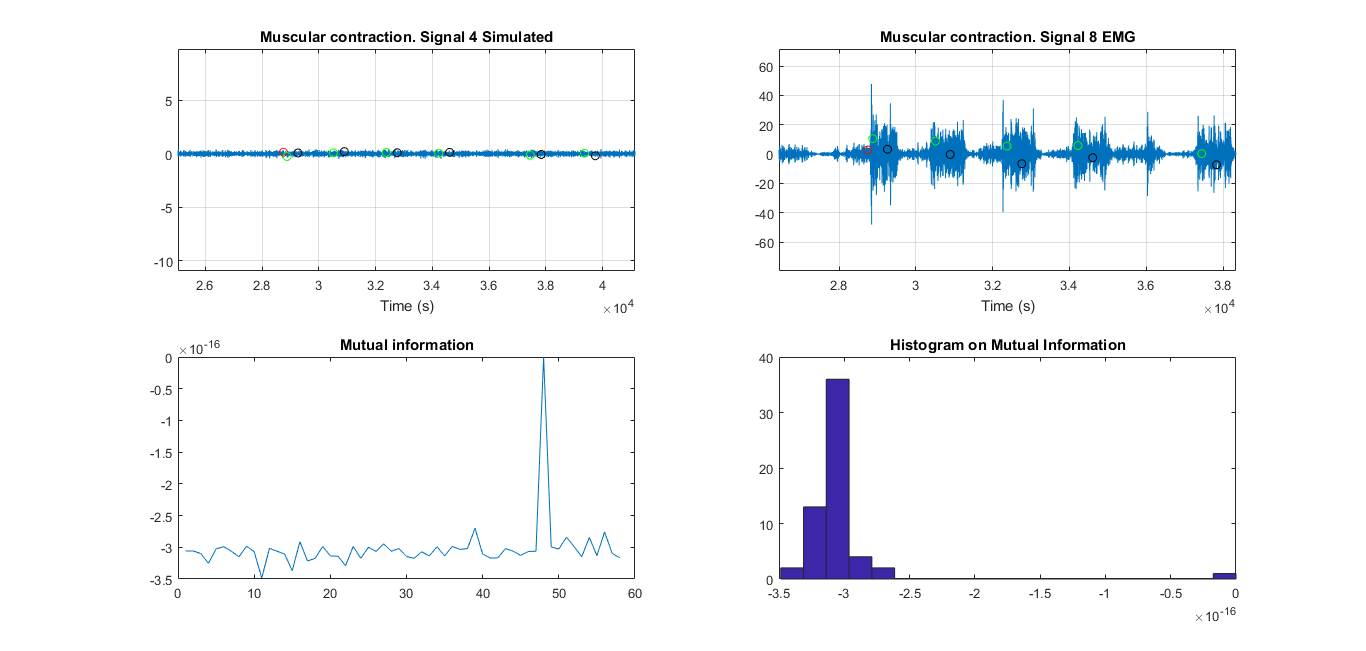 Muscular contraction. Signal 4 Simulated
5
0
-5
-10
2.6 2.8 3 3.2 3.4 3.6 3.8 4
Time (s)
×10^4
Muscular contraction. Signal 8 EMG
60
40
20
0
-20
-40
-60
2.8 3 3.2 3.4 3.6 3.8
Time (s)
×10^4
Mutual information
×10^-16
0
-0.5
-1
-1.5
-2
-2.5
-3
-3.5
0 10 20 30 40 50 60
Histogram on Mutual Information
40
30
20
10
0
-3.5 -3 -2.5 -2 -1.5 -1 -0.5 0
×10^-16